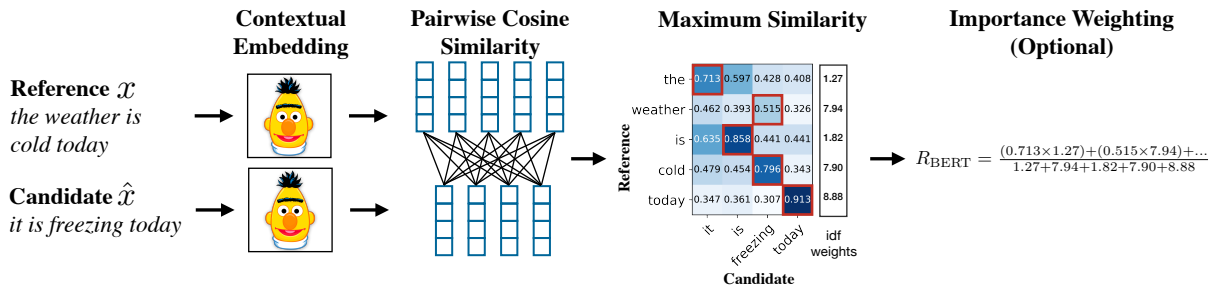 Contextual
Embedding
Pairwise Cosine
Similarity
Maximum Similarity
Importance Weighting
(Optional)
Reference x
the weather is
cold today
Candidate x̂
it is freezing today
Reference
the 0.713 0.597 0.428 0.408 1.27
weather 0.462 0.393 0.515 0.326 7.94
is 0.635 0.858 0.441 0.441 1.82
cold 0.479 0.454 0.796 0.343 7.90
today 0.347 0.361 0.307 0.913 8.88
it is freezing today
Candidate
idf
weights
R_BERT = \frac{(0.713×1.27)+(0.515×7.94)+...}{1.27+7.94+1.82+7.90+8.88}